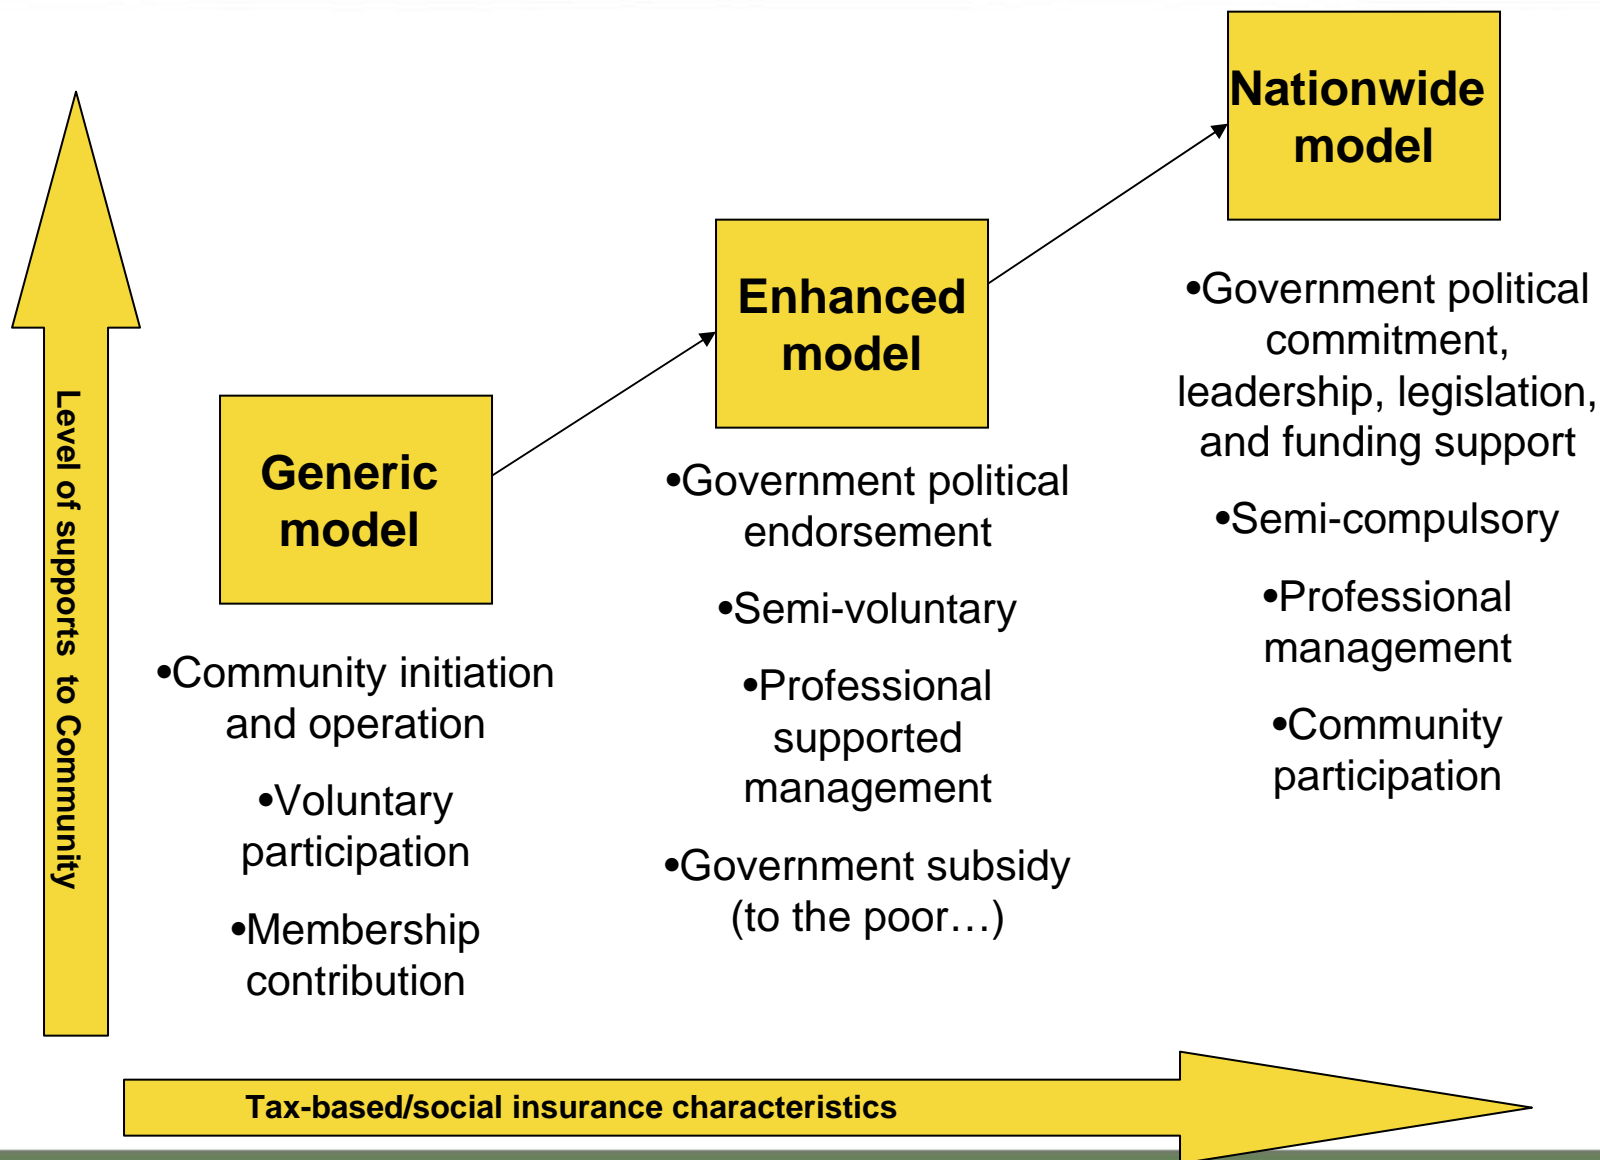 Nationwide
model
•Government political
commitment,
leadership, legislation,
and funding support
•Semi-compulsory
•Professional
management
•Community
participation
Enhanced
model
•Government political
endorsement
•Semi-voluntary
•Professional
supported
management
•Government subsidy
(to the poor…)
Generic
model
•Community initiation
and operation
•Voluntary
participation
•Membership
contribution
Level of supports to Community
Tax-based/social insurance characteristics